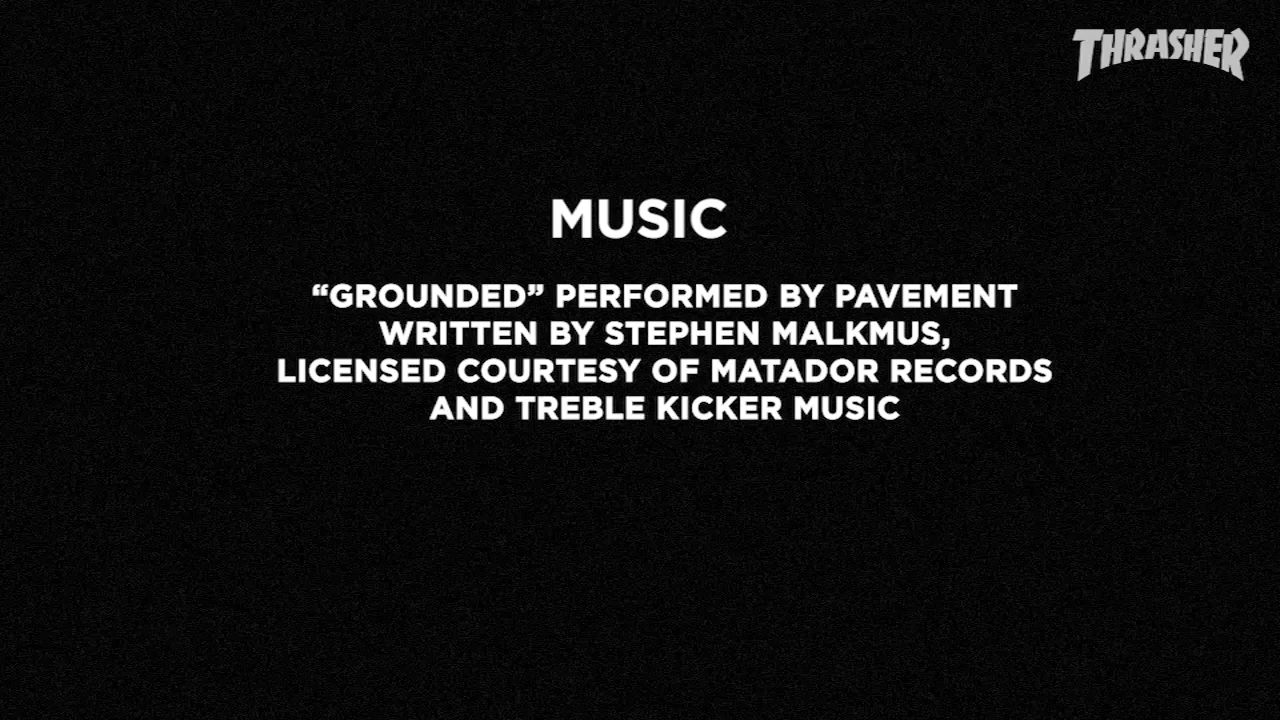 THRASHER
MUSIC
“GROUNDED” PERFORMED BY PAVEMENT
WRITTEN BY STEPHEN MALKMUS,
LICENSED COURTESY OF MATADOR RECORDS
AND TREBLE KICKER MUSIC